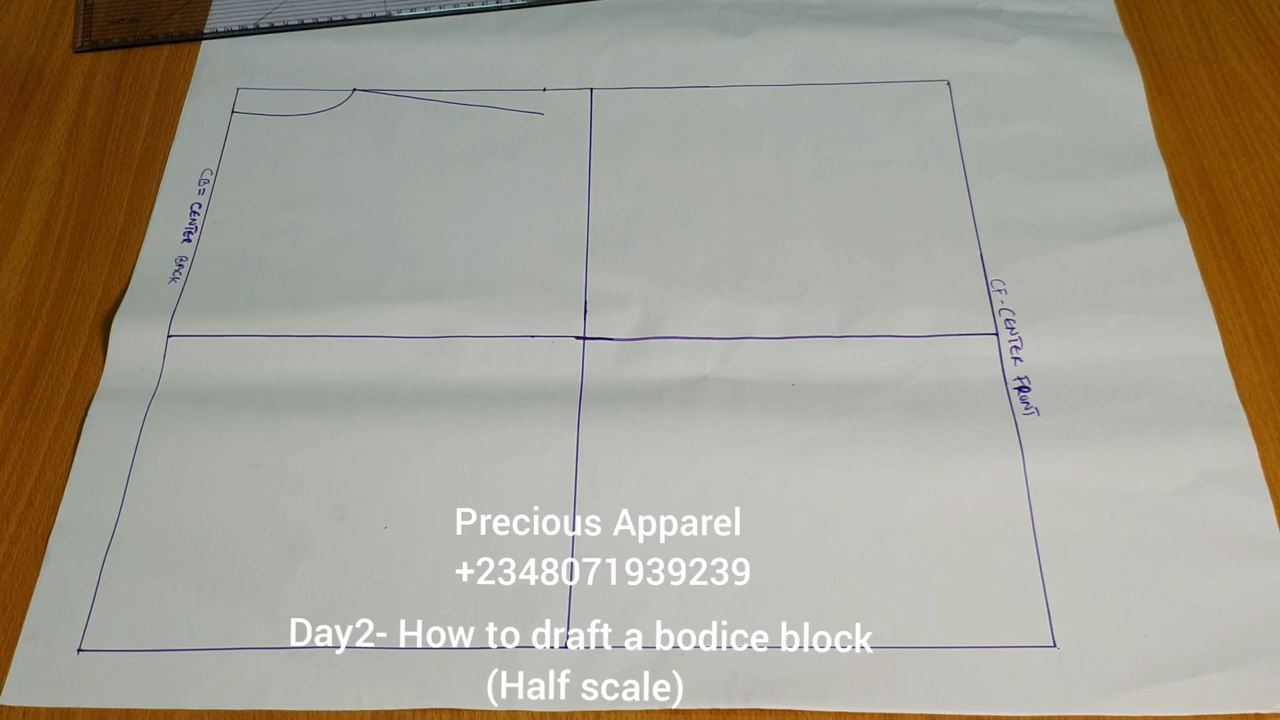 CB= CENTER BACK
CF-CENTER FRONT
Precious Apparel
+2348071939239
Day2- How to draft a bodice block
(Half scale)